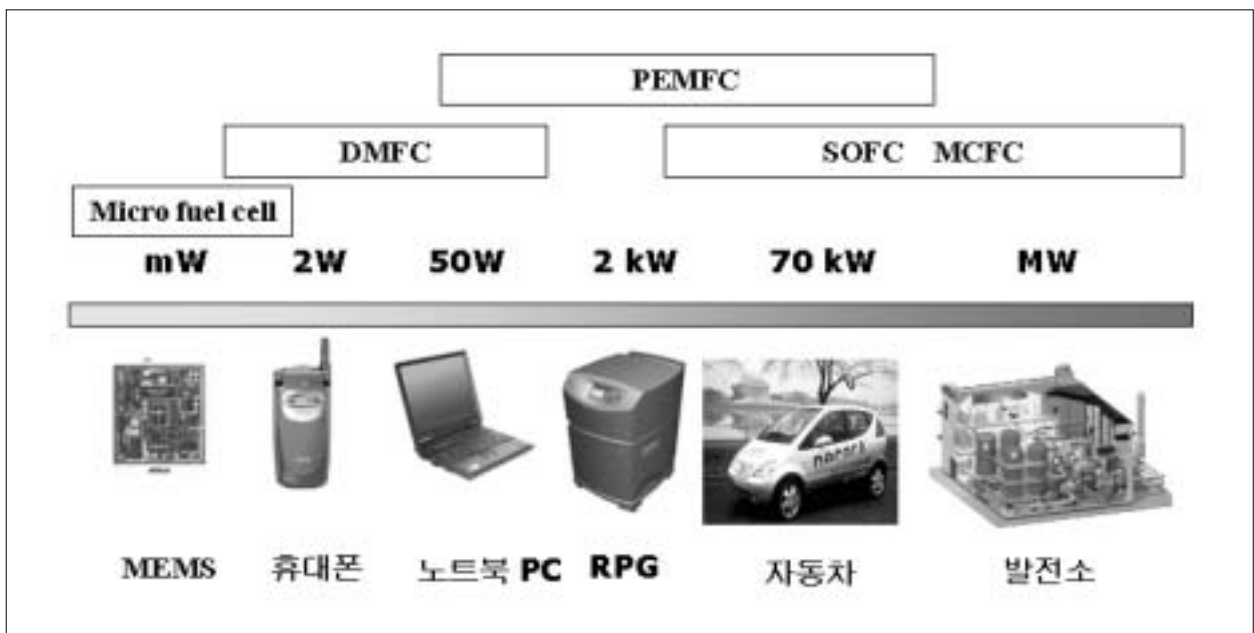 PEMFC
DMFC
SOFC MCFC
Micro fuel cell
mW 2W 50W 2 kW 70 kW MW
MEMS 휴대폰 노트북 PC RPG 자동차 발전소